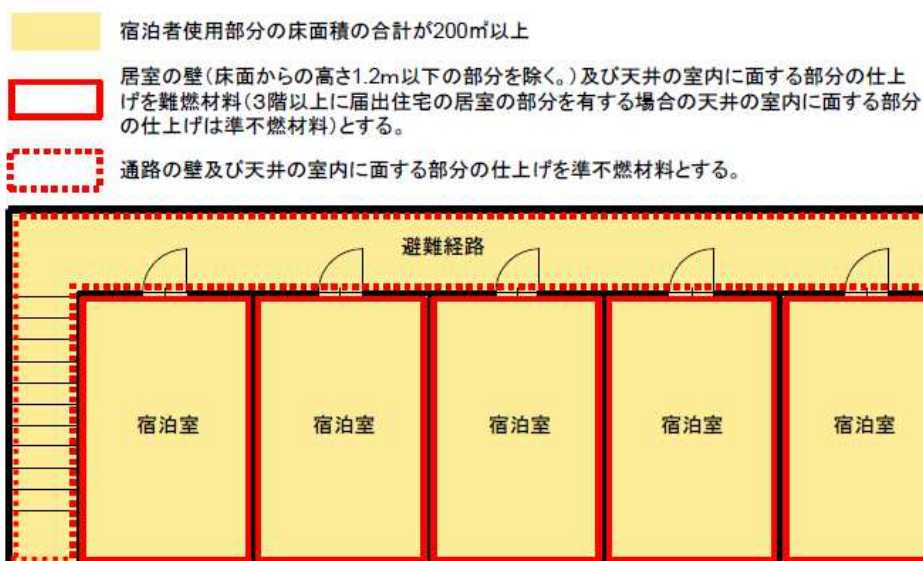 宿泊者使用部分の床面積の合計が200㎡以上
居室の壁(床面からの高さ1.2m以下の部分を除く。)及び天井の室内に面する部分の仕上
げを難燃材料(3階以上に届出住宅の居室の部分を有する場合の天井の室内に面する部分
の仕上げは準不燃材料)とする。
通路の壁及び天井の室内に面する部分の仕上げを準不燃材料とする。
避難経路
宿泊室
宿泊室
宿泊室
宿泊室
宿泊室